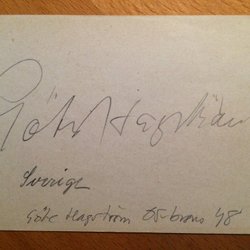 Göte Hagström
Sverige
Göte Hagström OS-brons 48